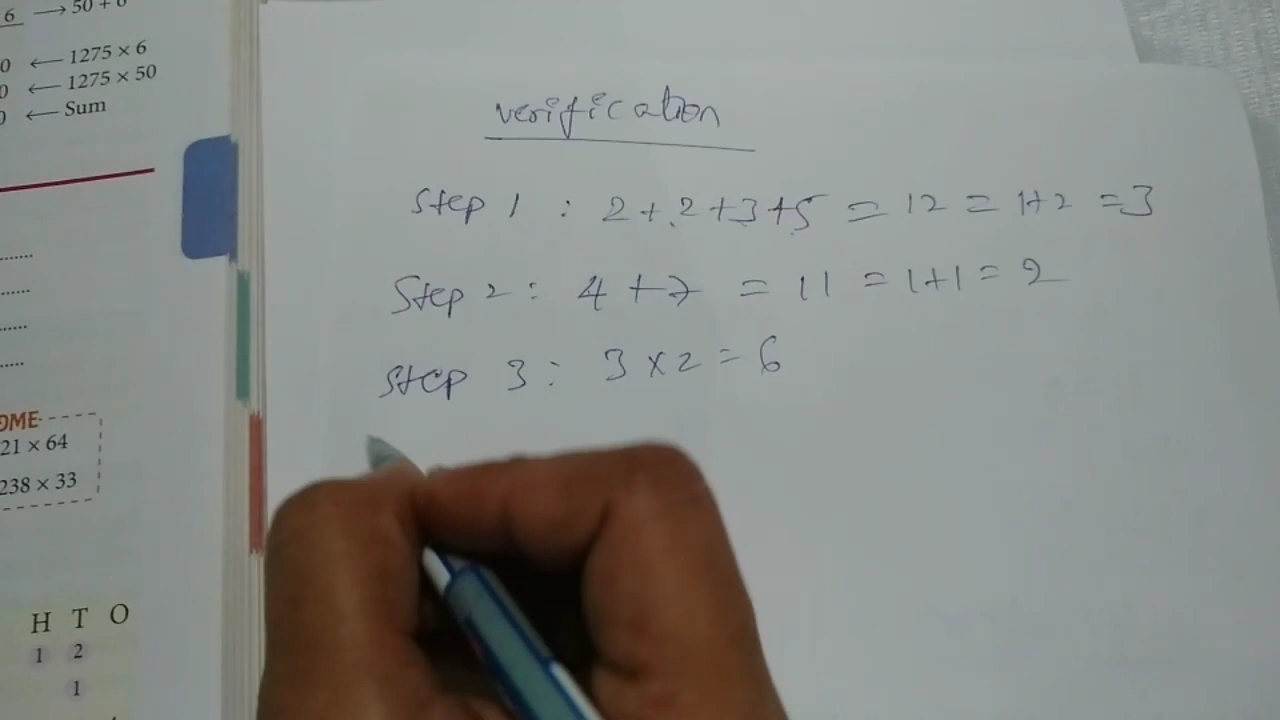 6 → 50 + 6
0 ← 1275 × 6
0 ← 1275 × 50
0 ← Sum
OME
21 × 64
238 × 33
H T O
1 2
1
verification
Step 1 : 2 + 2 + 3 + 5 = 12 = 1+2 = 3
Step 2 : 4 + 7 = 11 = 1+1 = 2
Step 3 : 3 × 2 = 6